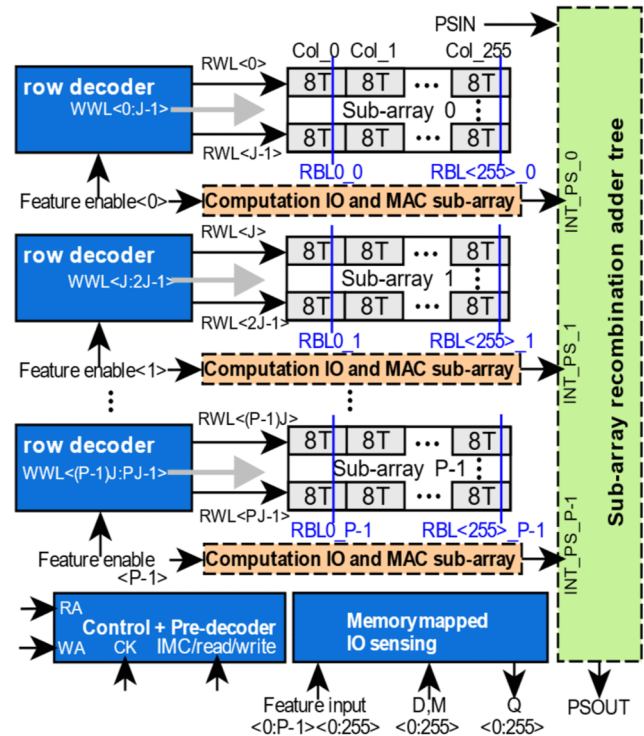 PSIN
RWL<0>
Col_0 Col_1 Col_255
row decoder
8T 8T ••• 8T
WWL<0:J-1>
Sub-array 0
8T 8T ••• 8T
RWL<J-1>
RBL0_0 RBL<255>_0
Feature enable<0>
Computation IO and MAC sub-array
INT_PS_0
RWL<J>
row decoder
8T 8T ••• 8T
WWL<J:2J-1>
Sub-array 1
8T 8T ••• 8T
RWL<2J-1>
RBL0_1 RBL<255>_1
Feature enable<1>
Computation IO and MAC sub-array
INT_PS_1
RWL<(P-1)J>
row decoder
8T 8T ••• 8T
WWL<(P-1)J:PJ-1>
Sub-array P-1
8T 8T ••• 8T
RWL<PJ-1>
RBL0_P-1 RBL<255>_P-1
Feature enable
<P-1>
Computation IO and MAC sub-array
INT_PS_P-1
Sub-array recombination adder tree
RA
Control + Pre-decoder
WA CK IMC/read/write
Memorymapped
IO sensing
Feature input
<0:P-1><0:255>
D,M
<0:255>
Q
<0:255>
PSOUT